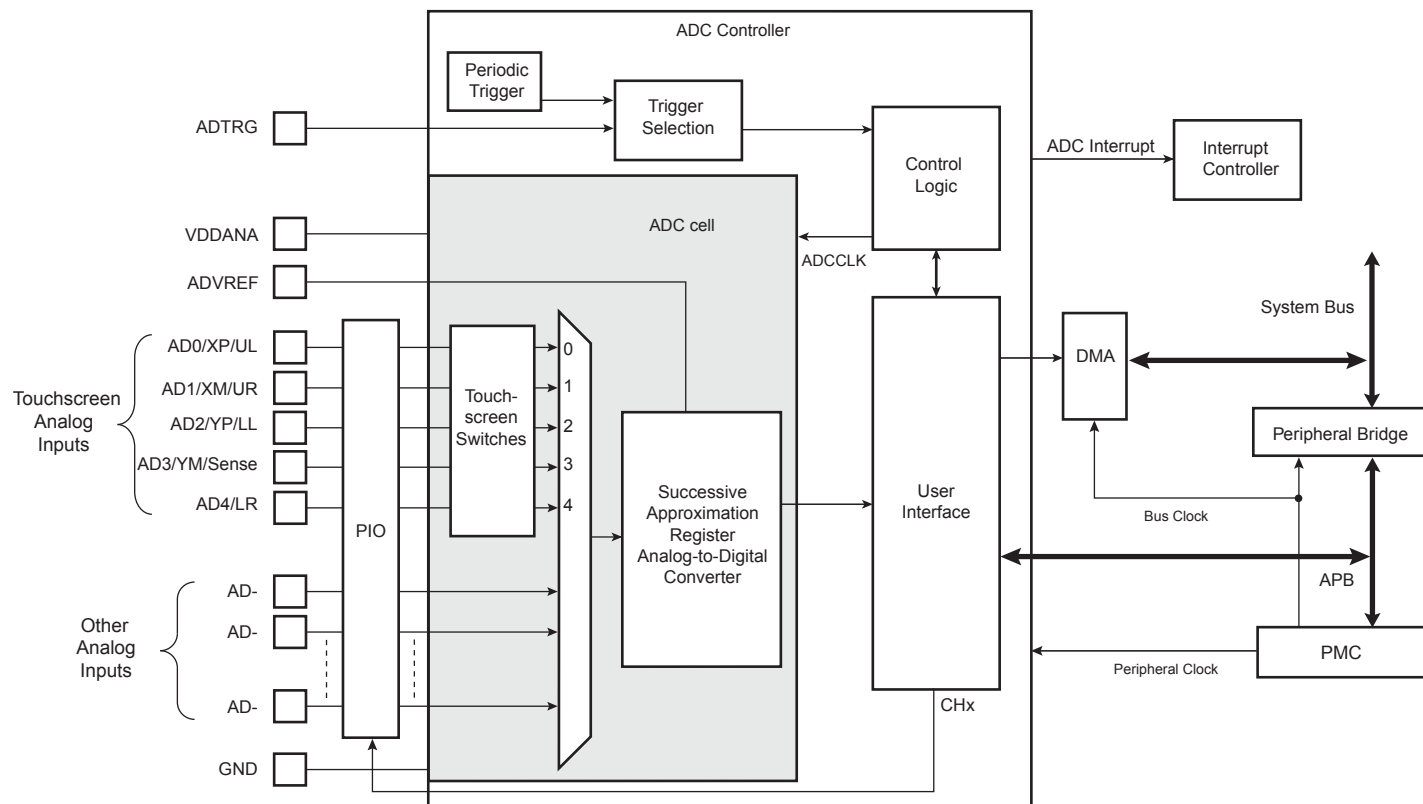 ADC Controller
Periodic
Trigger
Trigger
Selection
ADTRG
Control
Logic
ADC Interrupt
Interrupt
Controller
VDDANA
ADC cell
ADCCLK
ADVREF
System Bus
Touchscreen
Analog
Inputs
AD0/XP/UL
AD1/XM/UR
AD2/YP/LL
AD3/YM/Sense
AD4/LR
PIO
Touch-
screen
Switches
0
1
2
3
4
Successive
Approximation
Register
Analog-to-Digital
Converter
User
Interface
DMA
Peripheral Bridge
Bus Clock
APB
Other
Analog
Inputs
AD-
AD-
AD-
PMC
Peripheral Clock
CHx
GND